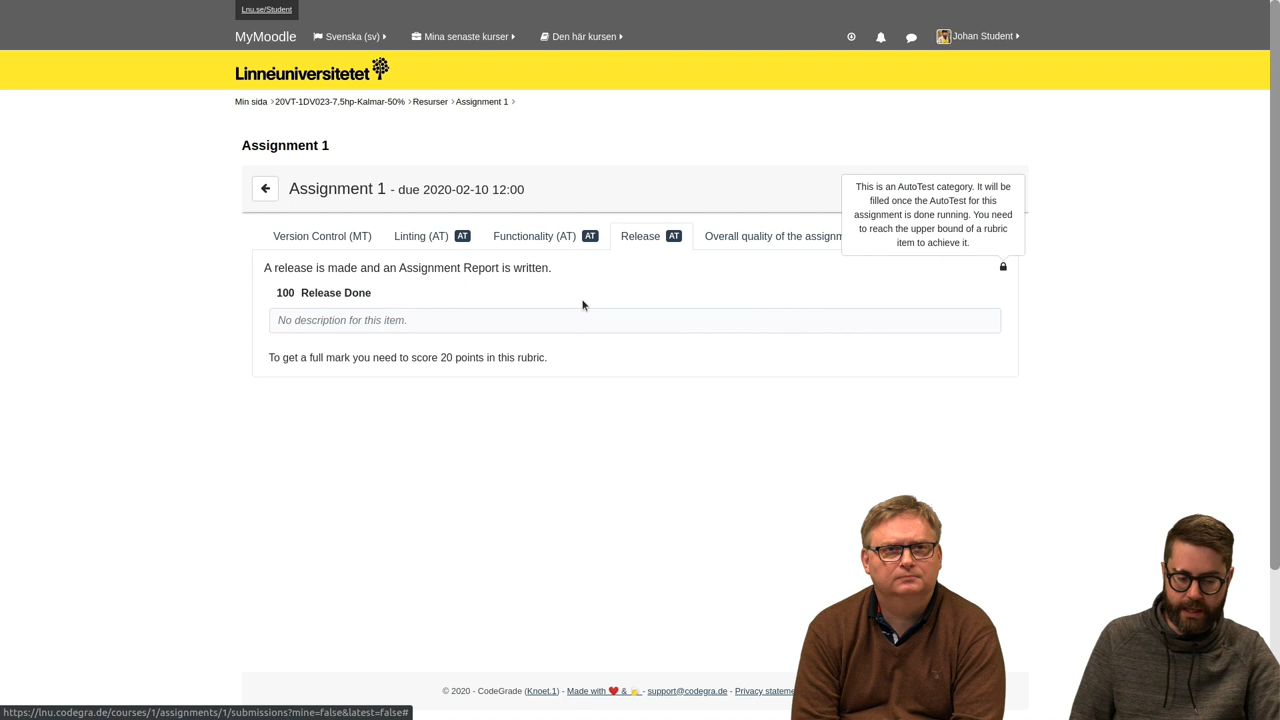 Lnu.se/Student
MyMoodle
Svenska (sv)
Mina senaste kurser
Den här kursen
Johan Student
Linnéuniversitetet
Min sida
20VT-1DV023-7,5hp-Kalmar-50%
Resurser
Assignment 1
Assignment 1
Assignment 1 - due 2020-02-10 12:00
This is an AutoTest category. It will be
filled once the AutoTest for this
assignment is done running. You need
to reach the upper bound of a rubric
item to achieve it.
Version Control (MT)
Linting (AT) AT
Functionality (AT) AT
Release AT
Overall quality of the assignm
A release is made and an Assignment Report is written.
100 Release Done
No description for this item.
To get a full mark you need to score 20 points in this rubric.
© 2020 - CodeGrade (Knoet.1) - Made with ❤️ & 🍺 - support@codegra.de - Privacy stateme
https://lnu.codegra.de/courses/1/assignments/1/submissions?mine=false&latest=false#